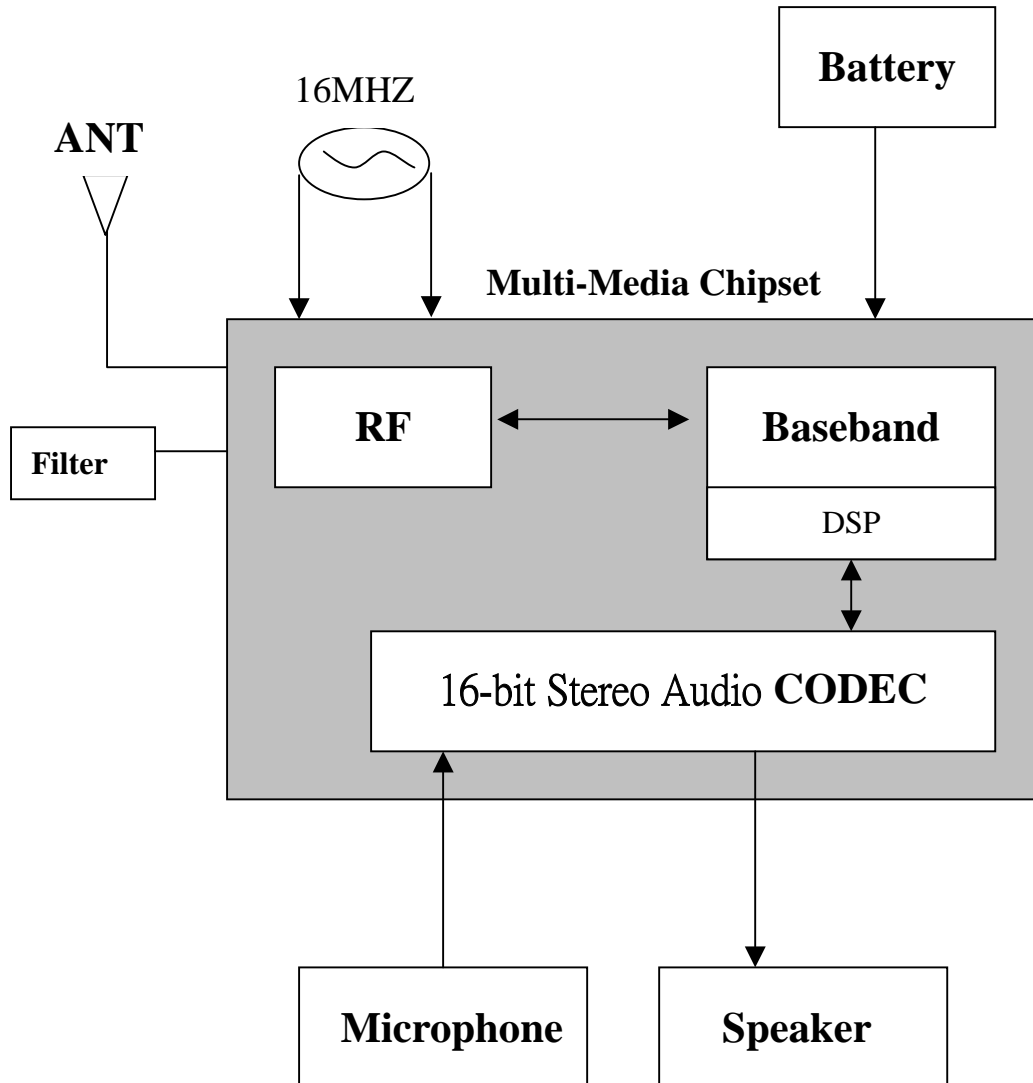 Battery
16MHZ
ANT
Multi-Media Chipset
RF
Baseband
Filter
DSP
16-bit Stereo Audio CODEC
Microphone
Speaker